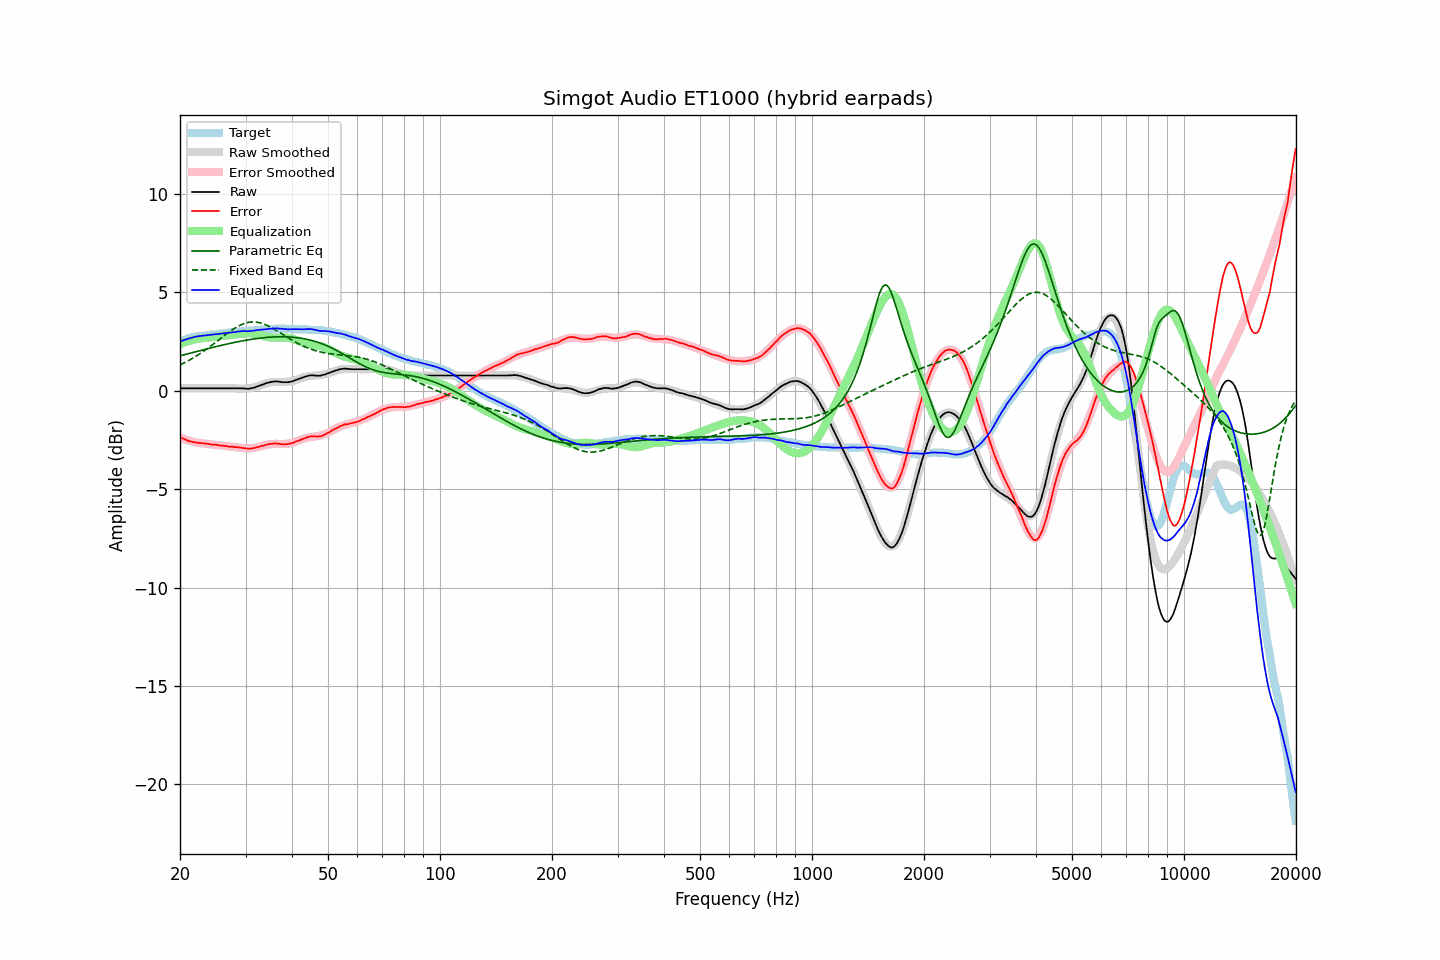 Simgot Audio ET1000 (hybrid earpads)
Target
Raw Smoothed
Error Smoothed
Raw
Error
Equalization
Parametric Eq
Fixed Band Eq
Equalized
10
5
0
−5
−10
−15
−20
Amplitude (dBr)
20 50 100 200 500 1000 2000 5000 10000 20000
Frequency (Hz)